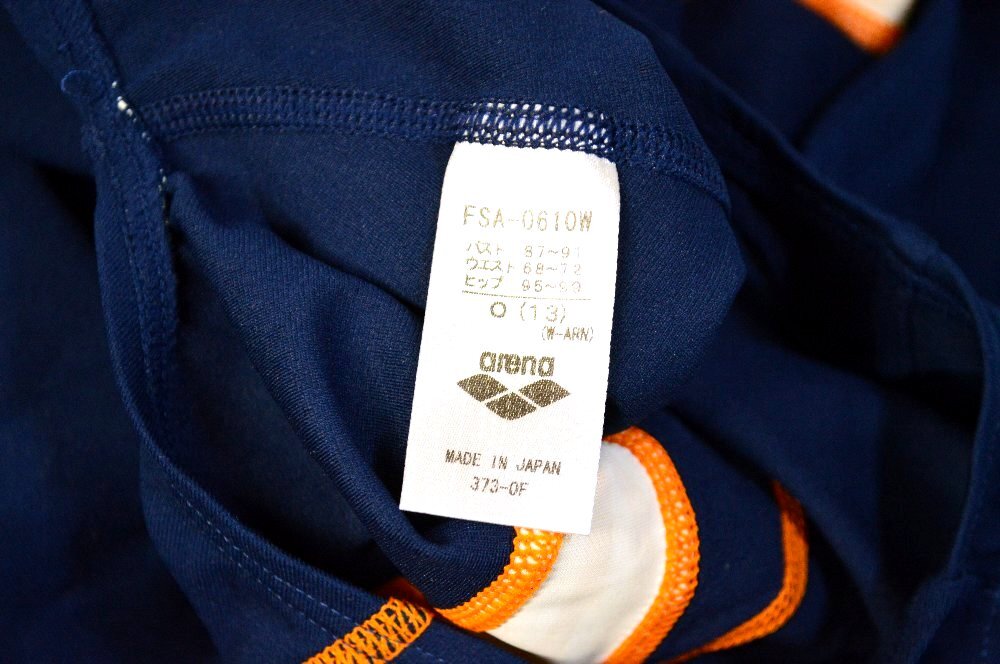 FSA-0610W
バスト 87~91
ウエスト 68~72
ヒップ 95~99
O (13)
(W-ARN)
arena
MADE IN JAPAN
373-OF